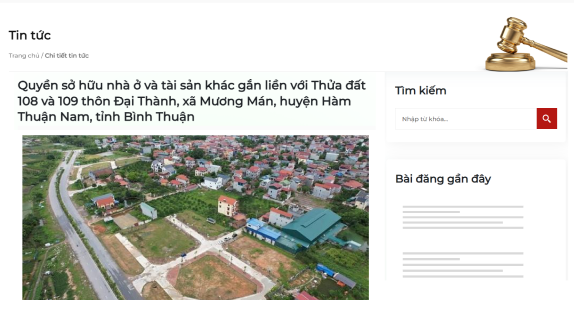 Tin tức
Trang chủ / Chi tiết tin tức
Quyền sở hữu nhà ở và tài sản khác gắn liền với Thửa đất
108 và 109 thôn Đại Thành, xã Mương Mán, huyện Hàm
Thuận Nam, tỉnh Bình Thuận
Tìm kiếm
Nhập từ khóa...
Bài đăng gần đây